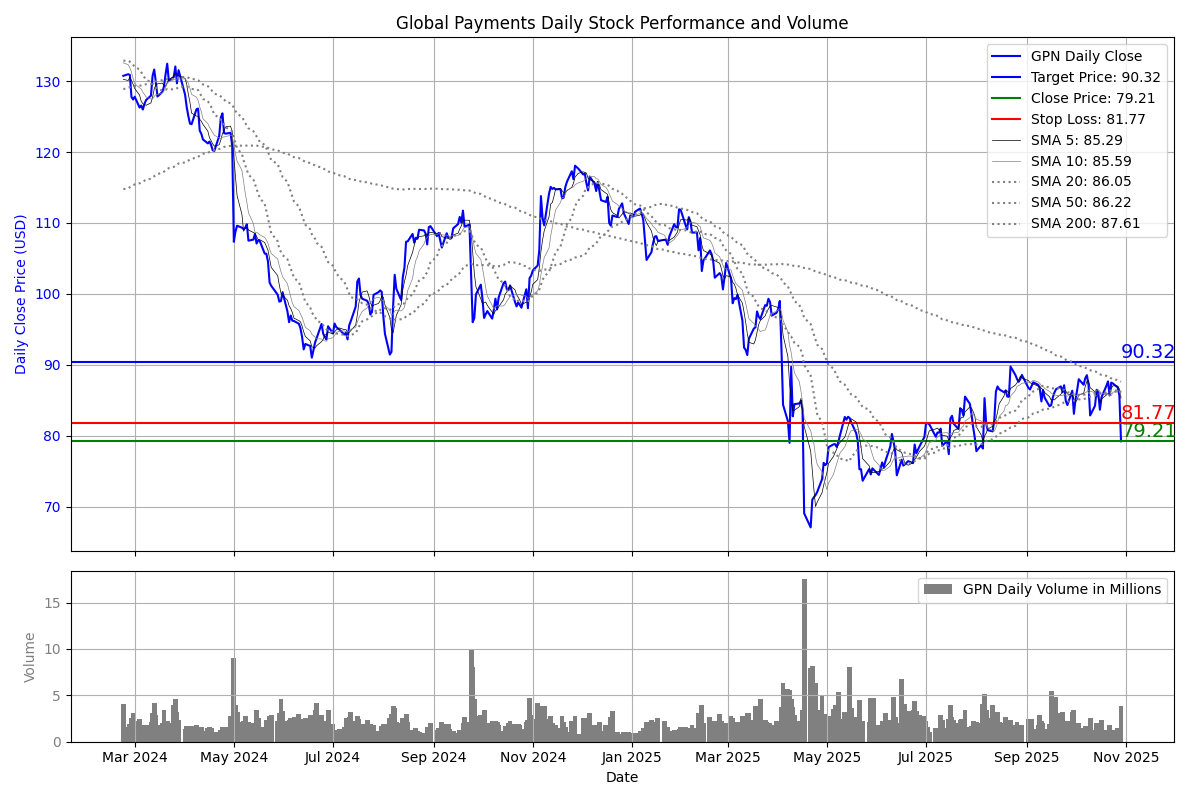 Global Payments Daily Stock Performance and Volume
GPN Daily Close
Target Price: 90.32
Close Price: 79.21
Stop Loss: 81.77
SMA 5: 85.29
SMA 10: 85.59
SMA 20: 86.05
SMA 50: 86.22
SMA 200: 87.61
Daily Close Price (USD)
130
120
110
100
90
80
70
90.32
81.77
79.21
GPN Daily Volume in Millions
Volume
15
10
5
0
Mar 2024 May 2024 Jul 2024 Sep 2024 Nov 2024 Jan 2025 Mar 2025 May 2025 Jul 2025 Sep 2025 Nov 2025
Date